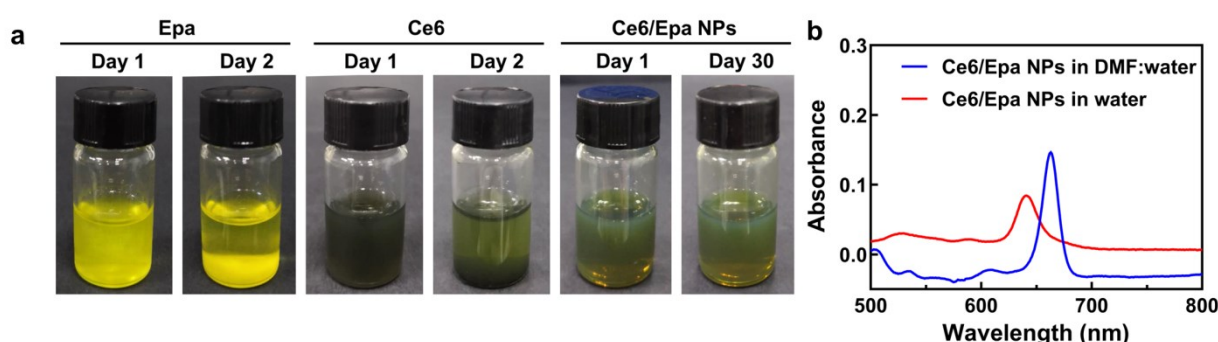 a
Epa
Ce6
Ce6/Epa NPs
Day 1
Day 2
Day 1
Day 2
Day 1
Day 30
b
0.3
0.2
0.1
0.0
Absorbance
Ce6/Epa NPs in DMF:water
Ce6/Epa NPs in water
500
600
700
800
Wavelength (nm)